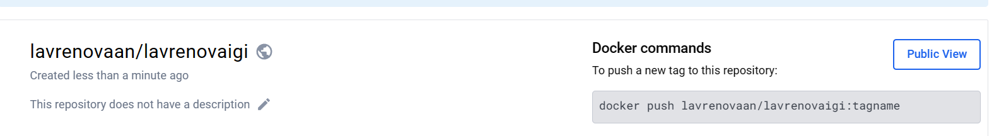 lavrenovaan/lavrenovaigi
Created less than a minute ago
This repository does not have a description
Docker commands
Public View
To push a new tag to this repository:
docker push lavrenovaan/lavrenovaigi:tagname